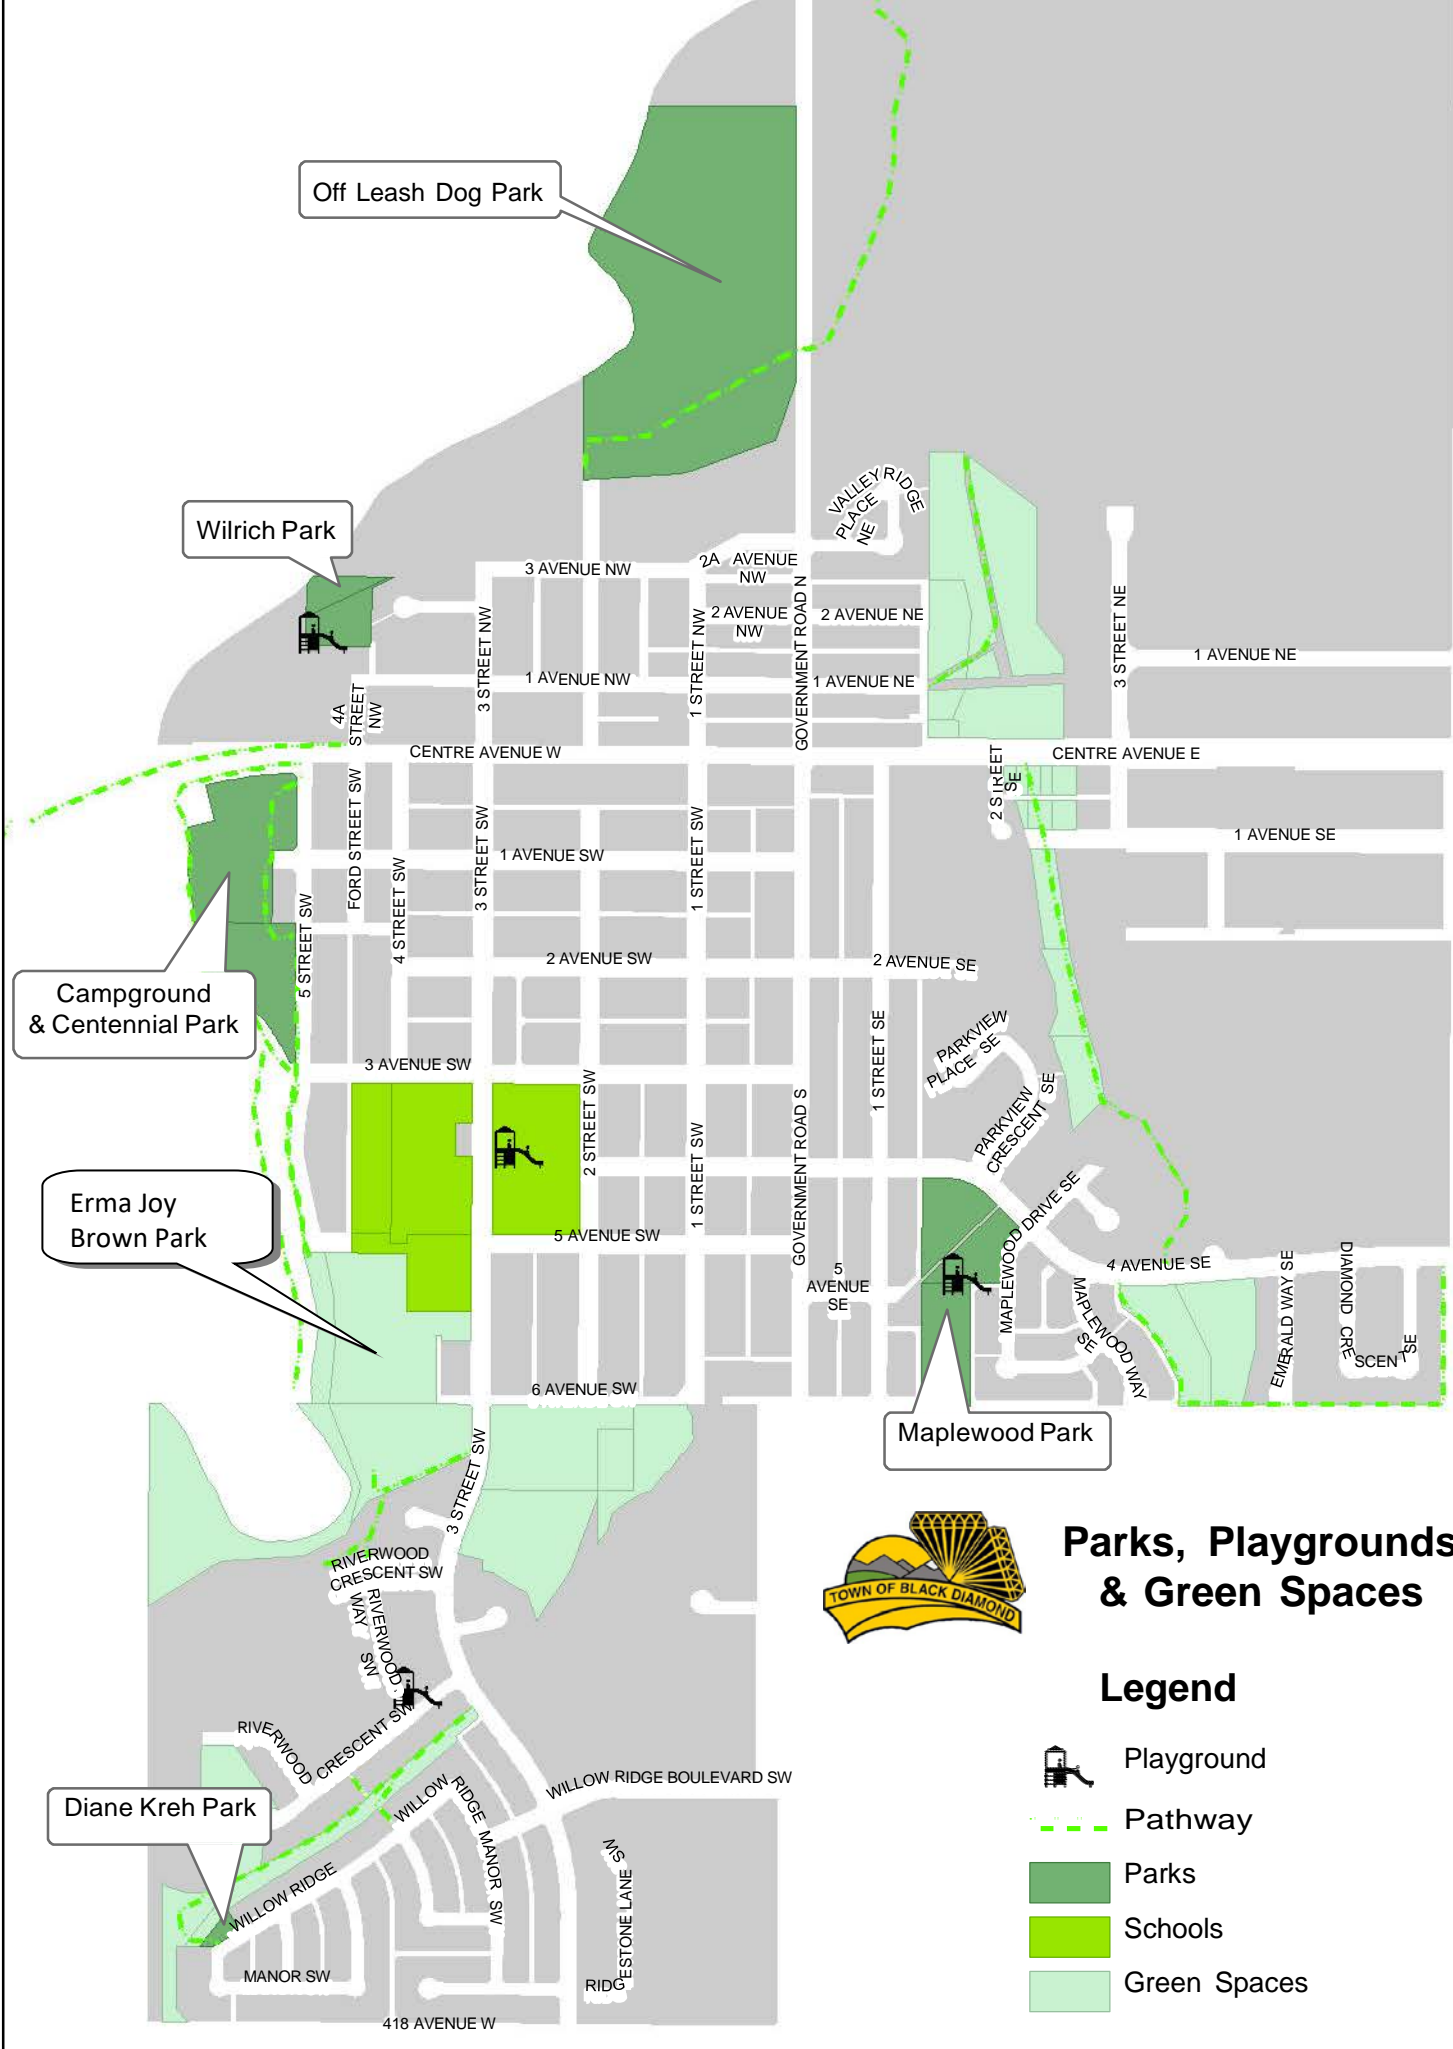 Off Leash Dog Park
Wilrich Park
VALLEY RIDGE
PLACE
NE
3 AVENUE NW
2A AVENUE
NW
2 AVENUE
NW
2 AVENUE NE
3 STREET NW
1 STREET NW
GOVERNMENT ROAD N
3 STREET NE
1 AVENUE NE
1 AVENUE NW
1 AVENUE NE
4A
STREET
NW
CENTRE AVENUE W
CENTRE AVENUE E
2 STREET
SE
FORD STREET SW
3 STREET SW
1 STREET SW
1 AVENUE SW
1 AVENUE SE
4 STREET SW
5 STREET SW
2 AVENUE SW
2 AVENUE SE
Campground
& Centennial Park
PARKVIEW
PLACE SE
1 STREET SE
3 AVENUE SW
2 STREET SW
PARKVIEW
CRESCENT SE
1 STREET SW
GOVERNMENT ROAD S
Erma Joy
Brown Park
5 AVENUE SW
MAPLEWOOD DRIVE SE
4 AVENUE SE
5
AVENUE
SE
MAPLEWOOD WAY
SE
EMERALD WAY SE
DIAMOND CRE
SCENT SE
6 AVENUE SW
Maplewood Park
3 STREET SW
TOWN OF BLACK DIAMOND
Parks, Playgrounds
& Green Spaces
RIVERWOOD
CRESCENT SW
RIVERWOOD
WAY
SW
Legend
Playground
Pathway
Parks
Schools
Green Spaces
RIVERWOOD
CRESCENT SW
WILLOW RIDGE BOULEVARD SW
WILLOW
RIDGE MANOR SW
Diane Kreh Park
WILLOW RIDGE
MANOR SW
RIDG
ESTONE LANE
SW
418 AVENUE W